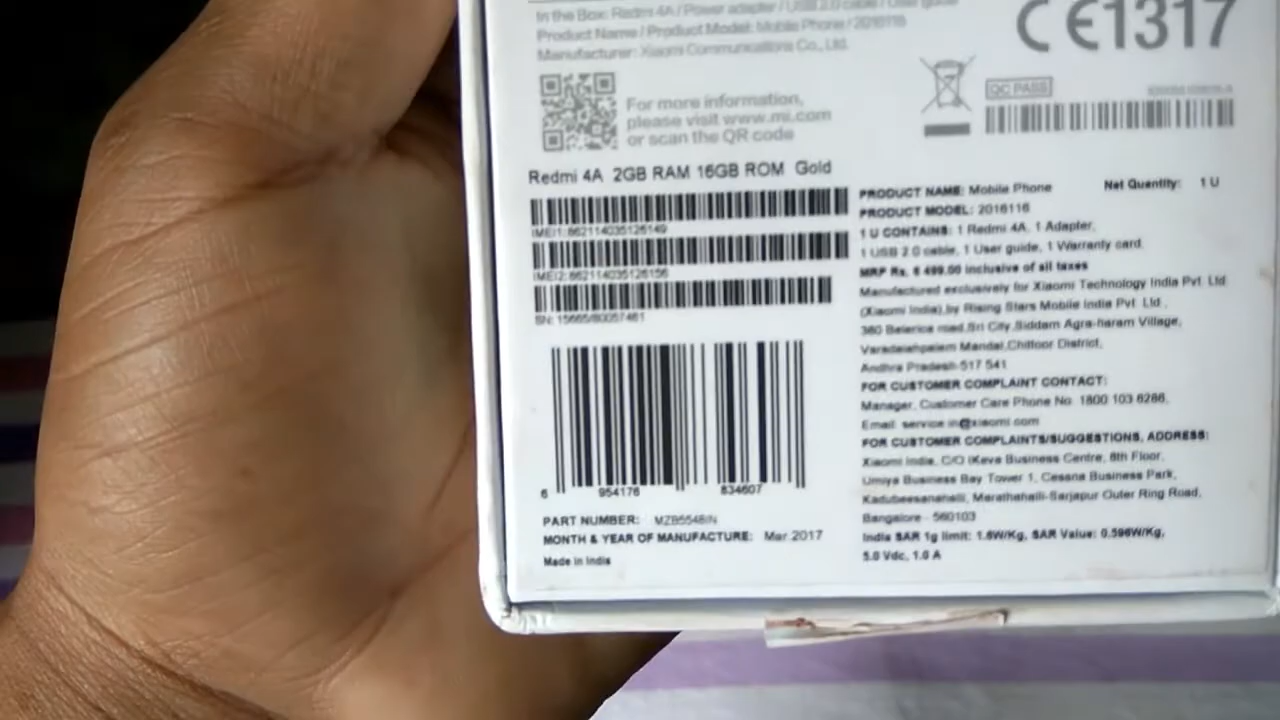 In the Box: Redmi 4A / Power adapter / USB 2.0 cable / User guide
Product Name / Product Model: Mobile Phone / 2016116
Manufacturer: Xiaomi Communications Co., Ltd.
CE1317
For more information,
please visit www.mi.com
or scan the QR code
QC PASS
Redmi 4A 2GB RAM 16GB ROM Gold
IMEI1:862114035126149
IMEI2:862114035126156
SN:
6 954176 834607
PART NUMBER: MZB5548IN
MONTH & YEAR OF MANUFACTURE: Mar 2017
Made in India
PRODUCT NAME: Mobile Phone Net Quantity: 1 U
PRODUCT MODEL: 2016116
1 U CONTAINS: 1 Redmi 4A, 1 Adapter,
1 USB 2.0 cable, 1 User guide, 1 Warranty card.
MRP Rs. 6 499.00 inclusive of all taxes
Manufactured exclusively for Xiaomi Technology India Pvt. Ltd.
(Xiaomi India),by Rising Stars Mobile India Pvt. Ltd.,
380 Belerica road,Sri City,Siddam Agra-haram Village,
Varadaiahpalem Mandal,Chittoor District,
Andhra Pradesh-517 541
FOR CUSTOMER COMPLAINT CONTACT:
Manager, Customer Care Phone No. 1800 103 6286,
Email: service.in@xiaomi.com
FOR CUSTOMER COMPLAINTS/SUGGESTIONS, ADDRESS:
Xiaomi India, C/O iKeva Business Centre, 8th Floor,
Umiya Business Bay Tower 1, Cessna Business Park,
Kadubeesanahalli, Marathahalli-Sarjapur Outer Ring Road,
Bangalore - 560103
India SAR 1g limit: 1.6W/Kg, SAR Value: 0.596W/Kg,
5.0 Vdc, 1.0 A